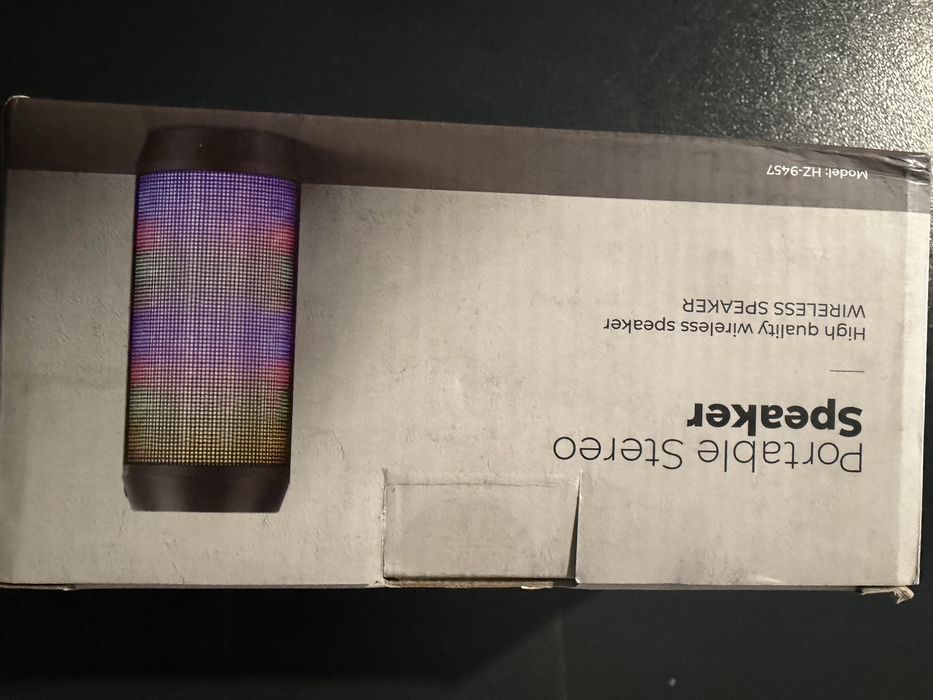 Portable Stereo
Speaker
High quality wireless speaker
WIRELESS SPEAKER
Model: HZ-9457